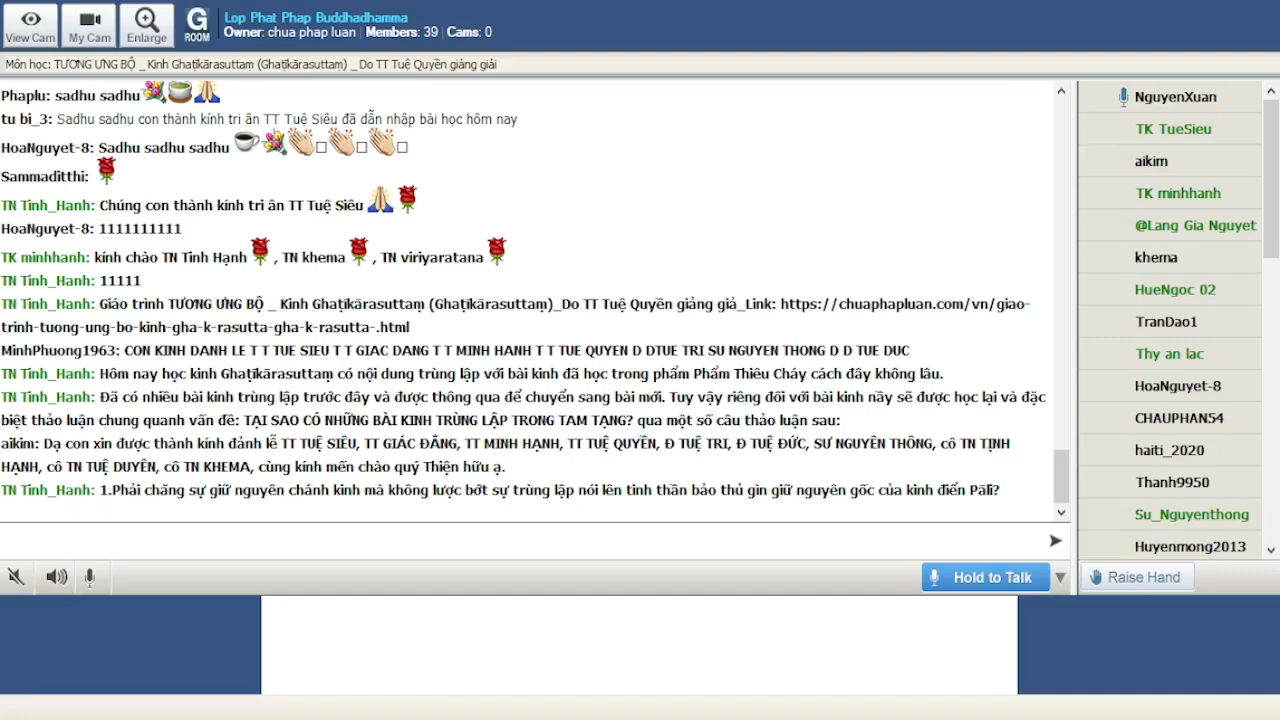 View Cam
My Cam
Enlarge
G
ROOM
Lop Phat Phap Buddhadhamma
Owner: chua phap luan | Members: 39 | Cams: 0
Môn học: TƯƠNG ƯNG BỘ _ Kinh Ghaṭikārasuttaṃ (Ghaṭikārasuttaṃ) _ Do TT Tuệ Quyền giảng giải
Phaplu: sadhu sadhu
tu bi_3: Sadhu sadhu con thành kính tri ân TT Tuệ Siêu đã dẫn nhập bài học hôm nay
HoaNguyet-8: Sadhu sadhu sadhu
Sammaditthi:
TN Tinh_Hanh: Chúng con thành kính tri ân TT Tuệ Siêu
HoaNguyet-8: 1111111111
TK minhhanh: kính chào TN Tinh Hạnh , TN khema , TN viriyaratana
TN Tinh_Hanh: 11111
TN Tinh_Hanh: Giáo trình TƯƠNG ƯNG BỘ _ Kinh Ghaṭikārasuttaṃ (Ghaṭikārasuttaṃ)_Do TT Tuệ Quyền giảng giả_Link: https://chuaphapluan.com/vn/giao-
trinh-tuong-ung-bo-kinh-gha-k-rasutta-gha-k-rasutta-.html
MinhPhuong1963: CON KINH DANH LE T T TUE SIEU T T GIAC DANG T T MINH HANH T T TUE QUYEN D DTUE TRI SU NGUYEN THONG D D TUE DUC
TN Tinh_Hanh: Hôm nay học kinh Ghaṭikārasuttaṃ có nội dung trùng lập với bài kinh đã học trong phẩm Phẩm Thiêu Cháy cách đây không lâu.
TN Tinh_Hanh: Đã có nhiều bài kinh trùng lập trước đây và được thông qua để chuyển sang bài mới. Tuy vậy riêng đối với bài kinh nầy sẽ được học lại và đặc
biệt thảo luận chung quanh vấn đề: TẠI SAO CÓ NHỮNG BÀI KINH TRÙNG LẬP TRONG TAM TẠNG? qua một số câu thảo luận sau:
aikim: Dạ con xin được thành kính đảnh lễ TT TUỆ SIÊU, TT GIÁC ĐẲNG, TT MINH HẠNH, TT TUỆ QUYỀN, Đ TUỆ TRI, Đ TUỆ ĐỨC, SƯ NGUYÊN THÔNG, cô TN TỊNH
HẠNH, cô TN TUỆ DUYÊN, cô TN KHEMA, cùng kính mến chào quý Thiện hữu ạ.
TN Tinh_Hanh: 1.Phải chăng sự giữ nguyên chánh kinh mà không lược bớt sự trùng lập nói lên tinh thần bảo thủ gìn giữ nguyên gốc của kinh điển Pāli?
NguyenXuan
TK TueSieu
aikim
TK minhhanh
@Lang Gia Nguyet
khema
HueNgoc 02
TranDao1
Thy an lac
HoaNguyet-8
CHAUPHAN54
haiti_2020
Thanh9950
Su_Nguyenthong
Huyenmong2013
Hold to Talk
Raise Hand